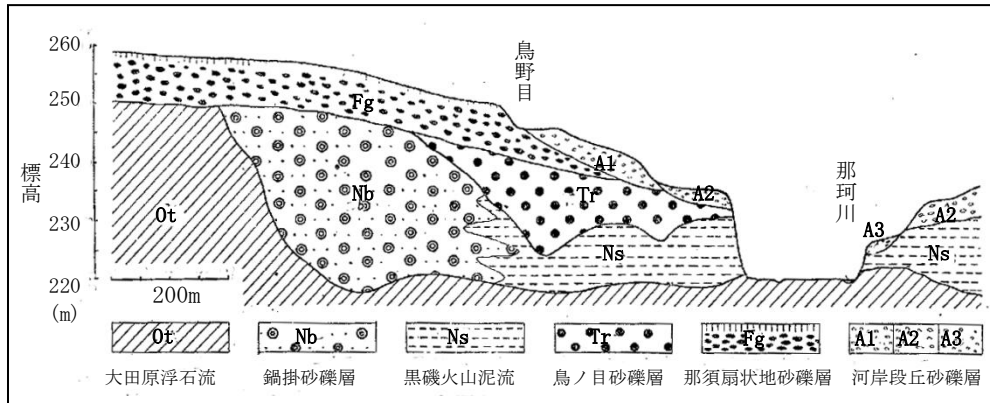 260
250
240
230
220
(m)
標高
200m
鳥野目
那珂川
Fg
Ot
Nb
Tr
Ns
A1
A2
A3
A2
Ns
Ot
Nb
Ns
Tr
Fg
A1 A2 A3
大田原浮石流
鍋掛砂礫層
黒磯火山泥流
鳥ノ目砂礫層
那須扇状地砂礫層
河岸段丘砂礫層